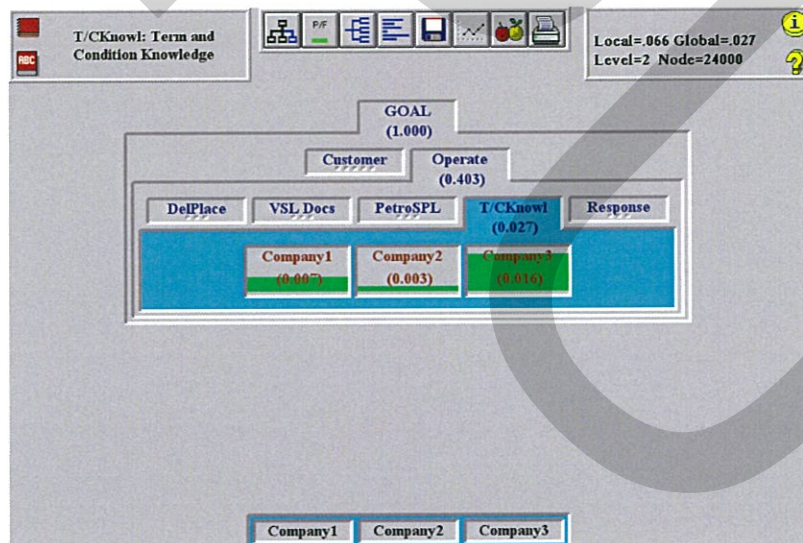 T/CKnowl: Term and
Condition Knowledge
ABC
P/F
Local=.066 Global=.027
Level=2 Node=24000
i
?
GOAL
(1.000)
Customer
Operate
(0.403)
DelPlace
VSL Docs
PetroSPL
T/CKnowl
(0.027)
Response
Company1
(0.007)
Company2
(0.003)
Company3
(0.016)
Company1
Company2
Company3